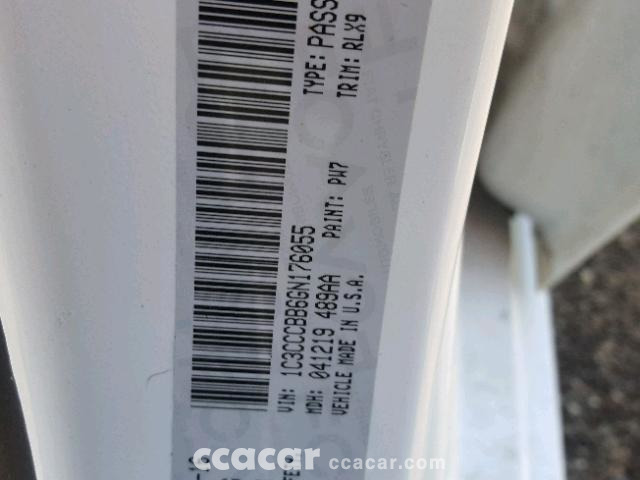 TYPE: PASS
TRIM: RLX9
VIN: 1C3CCCBB6GN176055
MDH: 041219 489AA PAINT: PW7
VEHICLE MADE IN U.S.A.
ccacar ccacar.com